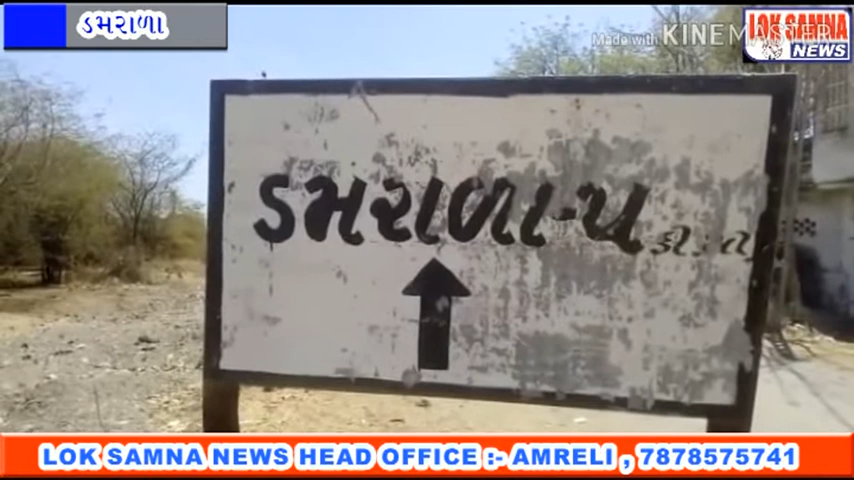 ડમરાળા
Made with KINEMASTER
LOK SAMNA
NEWS
ડમરાળા-૫ કી.મી
LOK SAMNA NEWS HEAD OFFICE :- AMRELI , 7878575741